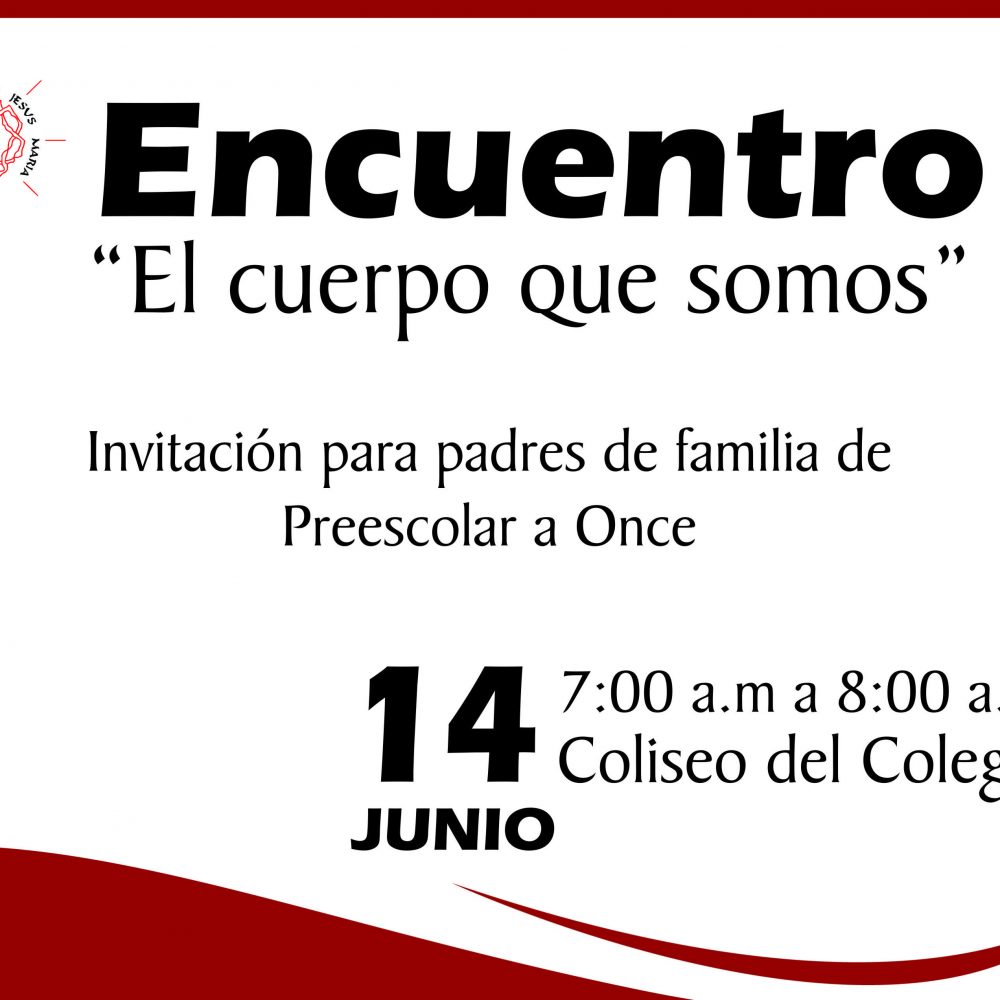 JESUS MARIA
Encuentro
“El cuerpo que somos”
Invitación para padres de familia de
Preescolar a Once
14
JUNIO
7:00 a.m a 8:00 a.
Coliseo del Coleg